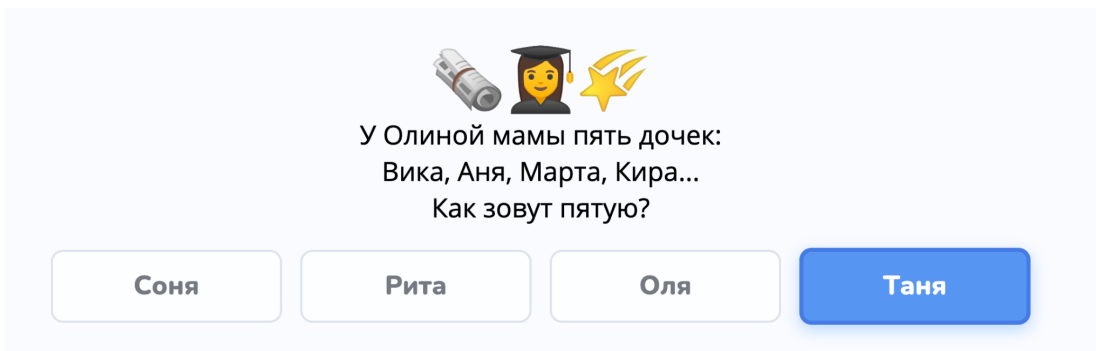 У Олиной мамы пять дочек:
Вика, Аня, Марта, Кира...
Как зовут пятую?
Соня
Рита
Оля
Таня